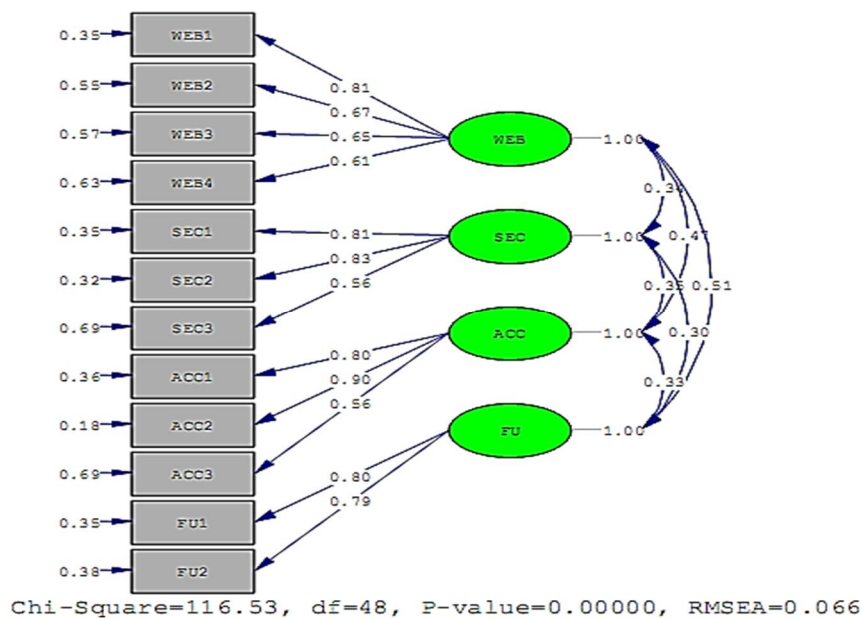 0.35 WEB1
0.55 WEB2
0.81
0.67
0.57 WEB3 0.65 WEB 1.00
0.61
0.63 WEB4 0.34
0.35 SEC1 0.81 SEC 1.00 0.47
0.83
0.32 SEC2 0.56 0.35 0.51
0.69 SEC3 ACC 1.00 0.30
0.80
0.36 ACC1 0.90 0.33
0.56
0.18 ACC2 FU 1.00
0.69 ACC3 0.80
0.79
0.35 FU1
0.38 FU2
Chi-Square=116.53, df=48, P-value=0.00000, RMSEA=0.066